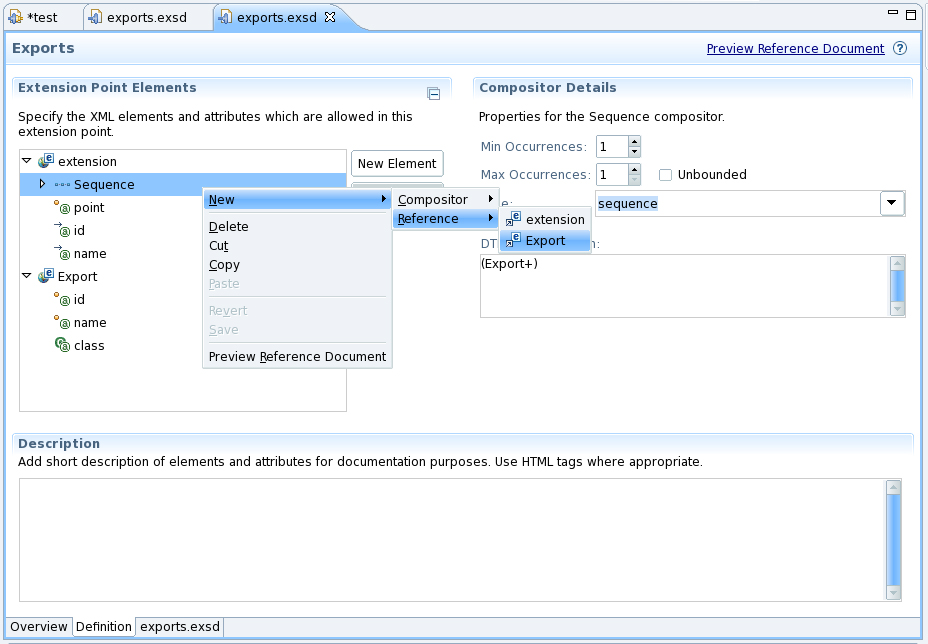 *test
exports.exsd
exports.exsd
Exports
Preview Reference Document
?
Extension Point Elements
Specify the XML elements and attributes which are allowed in this
extension point.
extension
Sequence
point
id
name
Export
id
name
class
New Element
New
Delete
Cut
Copy
Paste
Revert
Save
Preview Reference Document
Compositor
Reference
extension
Export
Compositor Details
Properties for the Sequence compositor.
Min Occurrences:
1
Max Occurrences:
1
Unbounded
sequence
DT
(Export+)
Description
Add short description of elements and attributes for documentation purposes. Use HTML tags where appropriate.
Overview
Definition
exports.exsd